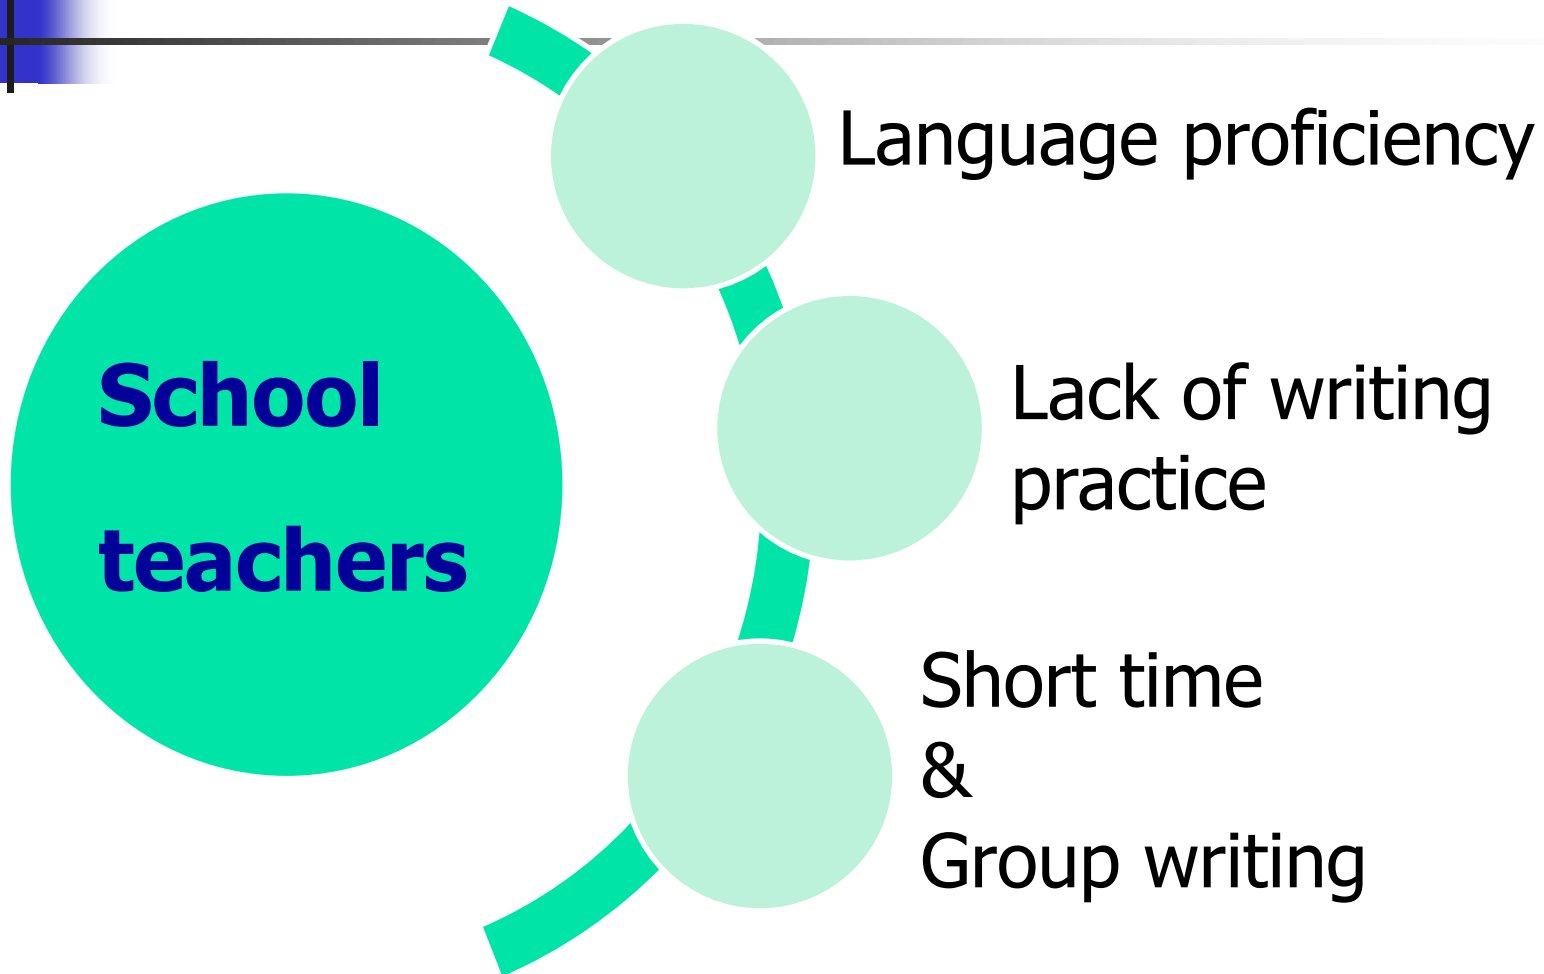 School
teachers
Language proficiency
Lack of writing
practice
Short time
&
Group writing